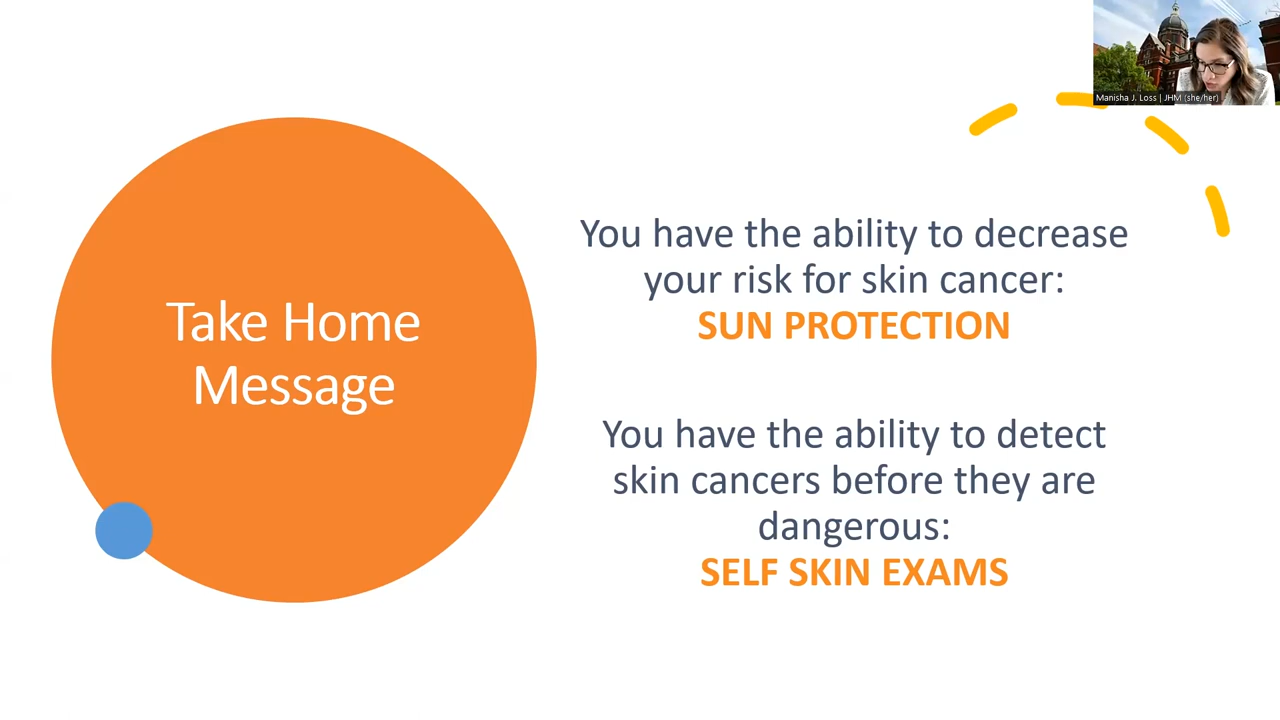 Manisha J. Loss | JHM (she/her)
Take Home
Message
You have the ability to decrease
your risk for skin cancer:
SUN PROTECTION
You have the ability to detect
skin cancers before they are
dangerous:
SELF SKIN EXAMS